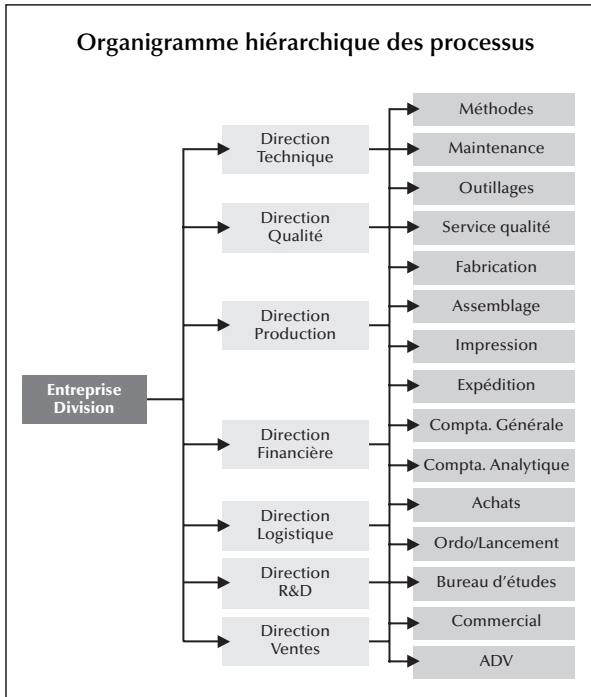 Organigramme hiérarchique des processus
Entreprise
Division
Direction
Technique
Direction
Qualité
Direction
Production
Direction
Financière
Direction
Logistique
Direction
R&D
Direction
Ventes
Méthodes
Maintenance
Outillages
Service qualité
Fabrication
Assemblage
Impression
Expédition
Compta. Générale
Compta. Analytique
Achats
Ordo/Lancement
Bureau d'études
Commercial
ADV